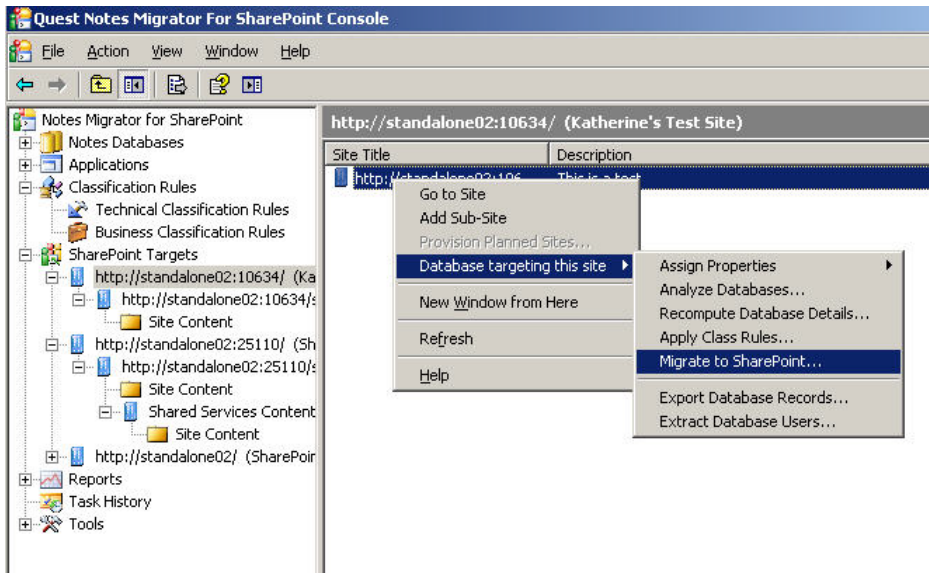 Quest Notes Migrator For SharePoint Console
File Action View Window Help
Notes Migrator for SharePoint
Notes Databases
Applications
Classification Rules
Technical Classification Rules
Business Classification Rules
SharePoint Targets
http://standalone02:10634/ (Ka
http://standalone02:10634/s
Site Content
http://standalone02:25110/ (Sh
http://standalone02:25110/s
Site Content
Shared Services Content
Site Content
http://standalone02/ (SharePoir
Reports
Task History
Tools
http://standalone02:10634/ (Katherine's Test Site)
Site Title Description
http://standalone02:106... This is a test
Go to Site
Add Sub-Site
Provision Planned Sites...
Database targeting this site
New Window from Here
Refresh
Help
Assign Properties
Analyze Databases...
Recompute Database Details...
Apply Class Rules...
Migrate to SharePoint...
Export Database Records...
Extract Database Users...